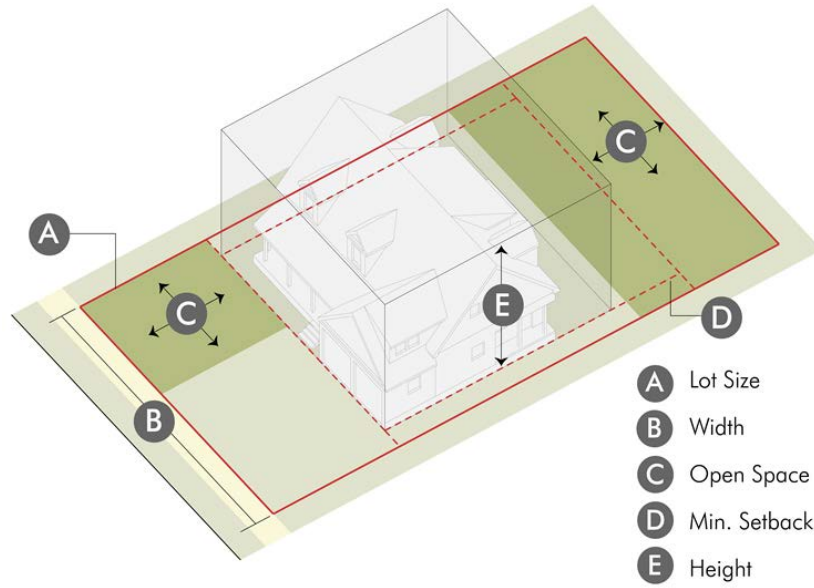 C
A
C
E
D
B
A Lot Size
B Width
C Open Space
D Min. Setback
E Height